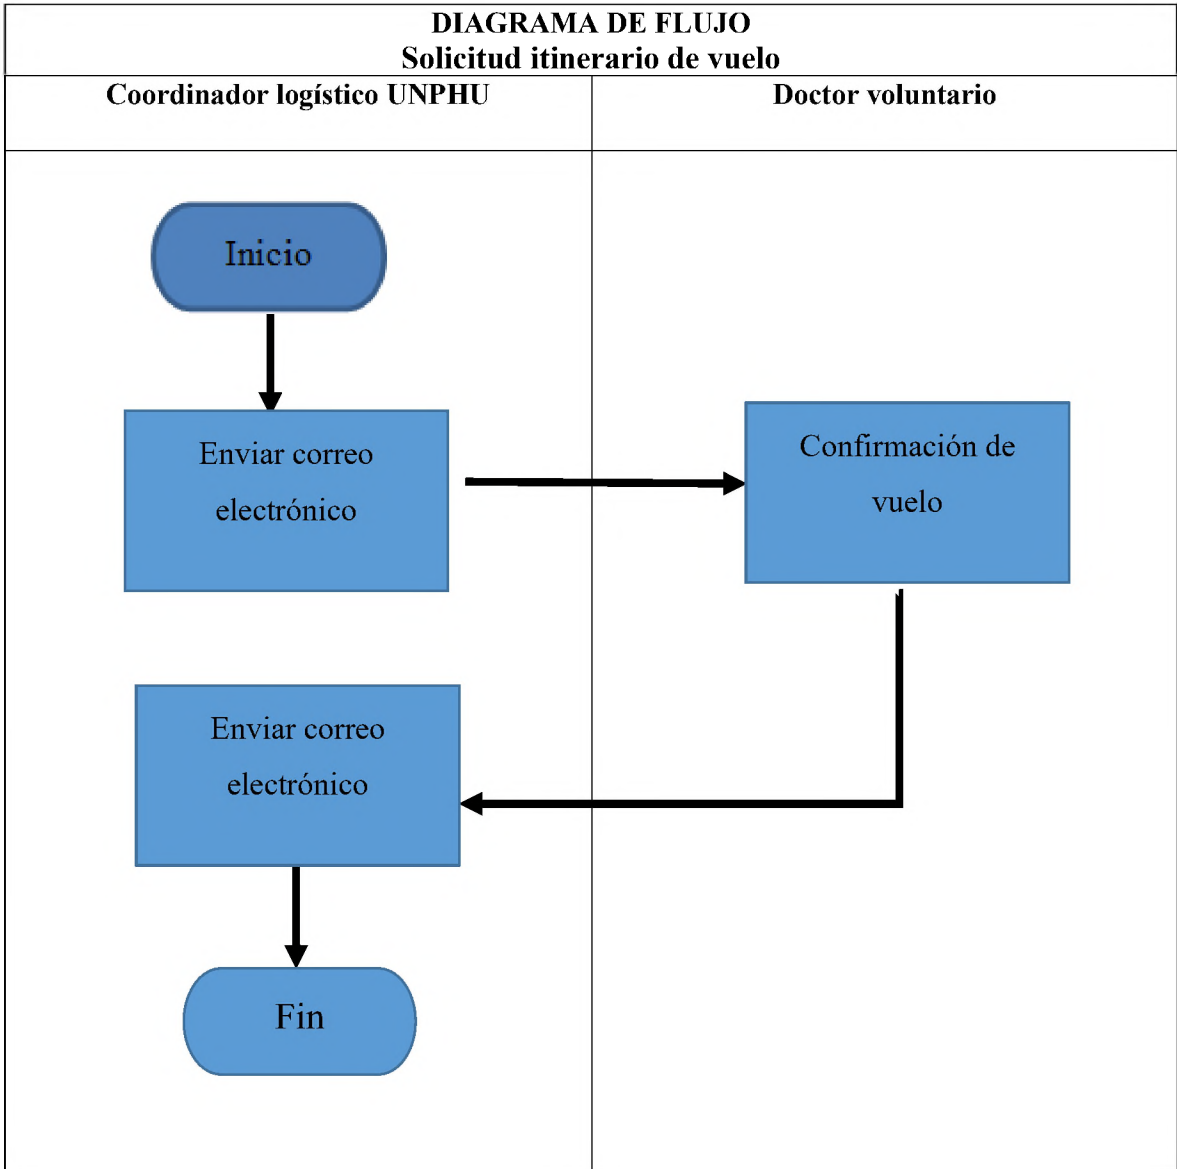 DIAGRAMA DE FLUJO
Solicitud itinerario de vuelo
Coordinador logístico UNPHU
Doctor voluntario
Inicio
Enviar correo
electrónico
Confirmación de
vuelo
Enviar correo
electrónico
Fin